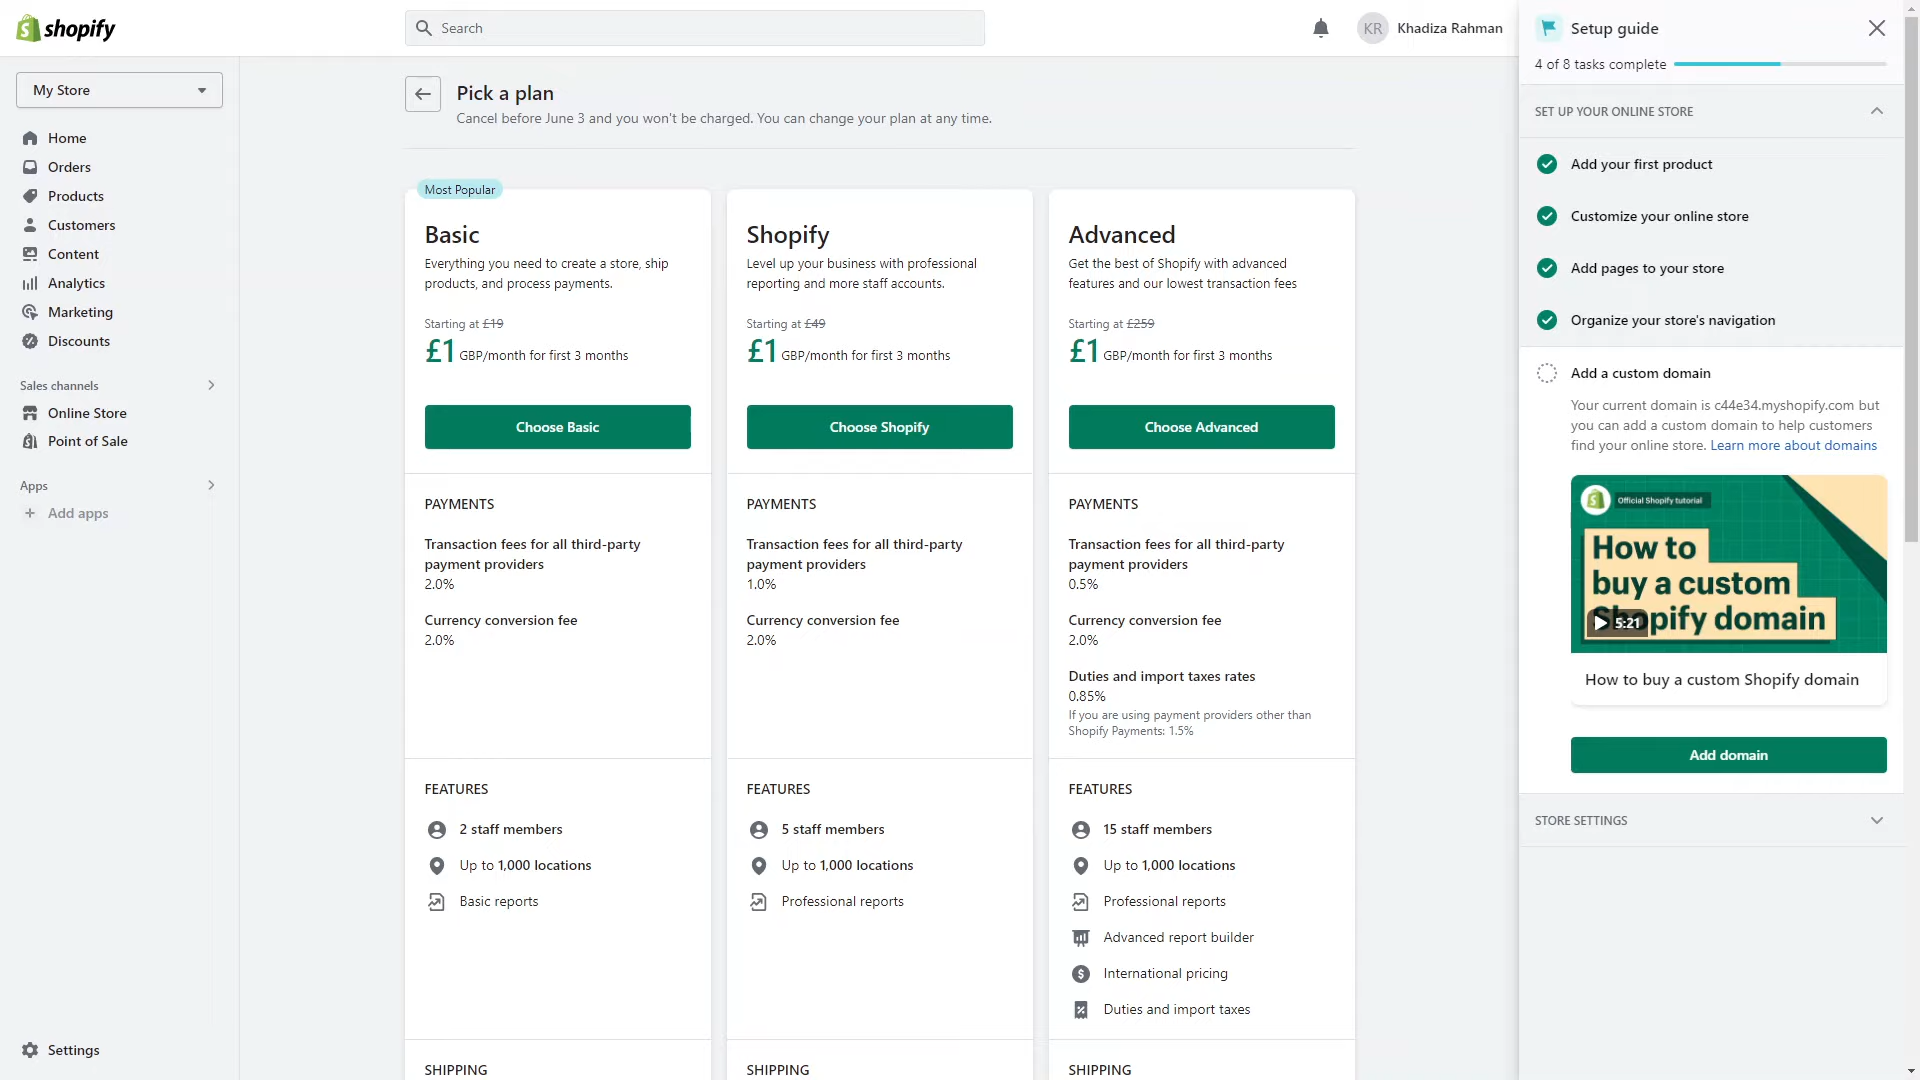 shopify
Search
KR
Khadiza Rahman
My Store
Home
Orders
Products
Customers
Content
Analytics
Marketing
Discounts
Sales channels
Online Store
Point of Sale
Apps
Add apps
Settings
Pick a plan
Cancel before June 3 and you won't be charged. You can change your plan at any time.
Most Popular
Basic
Everything you need to create a store, ship
products, and process payments.
Starting at £19
£1 GBP/month for first 3 months
Choose Basic
PAYMENTS
Transaction fees for all third-party
payment providers
2.0%
Currency conversion fee
2.0%
FEATURES
2 staff members
Up to 1,000 locations
Basic reports
SHIPPING
Shopify
Level up your business with professional
reporting and more staff accounts.
Starting at £49
£1 GBP/month for first 3 months
Choose Shopify
PAYMENTS
Transaction fees for all third-party
payment providers
1.0%
Currency conversion fee
2.0%
FEATURES
5 staff members
Up to 1,000 locations
Professional reports
SHIPPING
Advanced
Get the best of Shopify with advanced
features and our lowest transaction fees
Starting at £259
£1 GBP/month for first 3 months
Choose Advanced
PAYMENTS
Transaction fees for all third-party
payment providers
0.5%
Currency conversion fee
2.0%
Duties and import taxes rates
0.85%
If you are using payment providers other than
Shopify Payments: 1.5%
FEATURES
15 staff members
Up to 1,000 locations
Professional reports
Advanced report builder
International pricing
Duties and import taxes
SHIPPING
Setup guide
4 of 8 tasks complete
SET UP YOUR ONLINE STORE
Add your first product
Customize your online store
Add pages to your store
Organize your store's navigation
Add a custom domain
Your current domain is c44e34.myshopify.com but
you can add a custom domain to help customers
find your online store. Learn more about domains
Official Shopify tutorial
How to
buy a custom
Shopify domain
5:21
How to buy a custom Shopify domain
Add domain
STORE SETTINGS